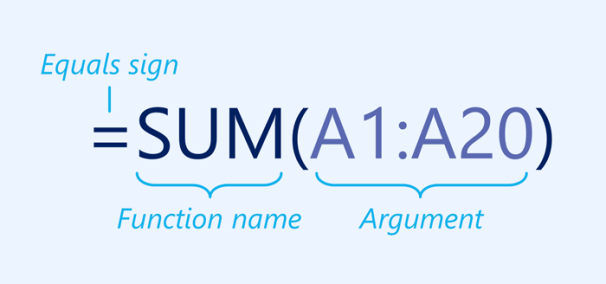 Equals sign
=SUM(A1:A20)
Function name
Argument